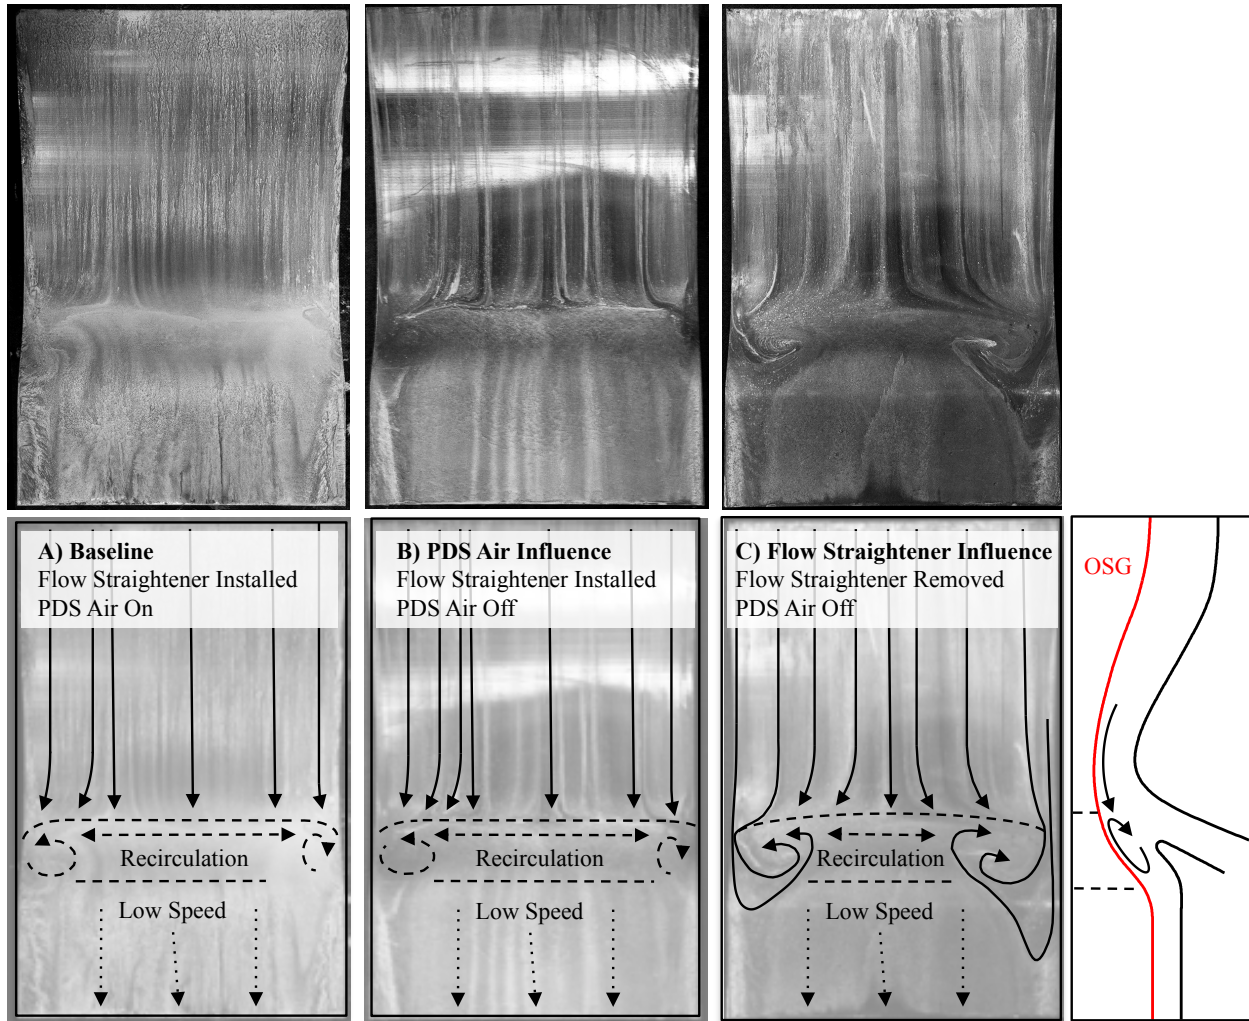 A) Baseline
Flow Straightener Installed
PDS Air On
Recirculation
Low Speed
B) PDS Air Influence
Flow Straightener Installed
PDS Air Off
Recirculation
Low Speed
C) Flow Straightener Influence
Flow Straightener Removed
PDS Air Off
Recirculation
Low Speed
OSG